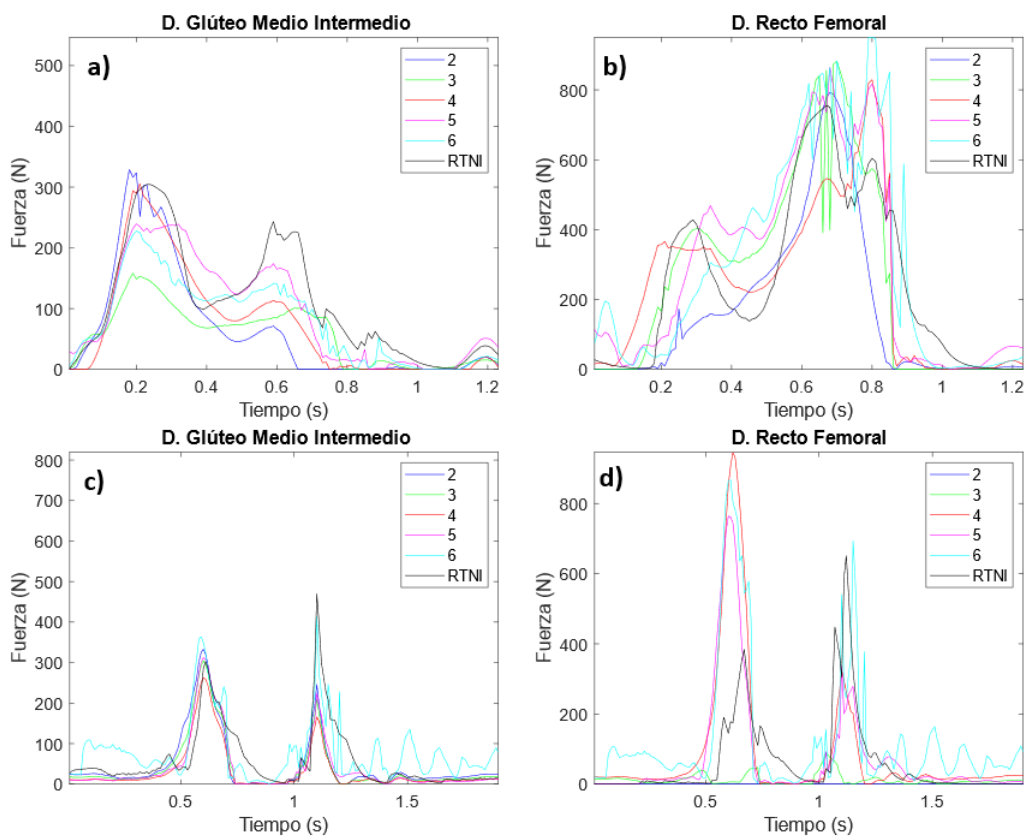 D. Glúteo Medio Intermedio
a)
500
400
300
200
100
0
Fuerza (N)
0.2 0.4 0.6 0.8 1 1.2
Tiempo (s)
2
3
4
5
6
RTNI
D. Recto Femoral
b)
800
600
400
200
0
Fuerza (N)
0.2 0.4 0.6 0.8 1 1.2
Tiempo (s)
2
3
4
5
6
RTNI
D. Glúteo Medio Intermedio
c)
800
700
600
500
400
300
200
100
0
Fuerza (N)
0.5 1 1.5
Tiempo (s)
2
3
4
5
6
RTNI
D. Recto Femoral
d)
800
600
400
200
0
Fuerza (N)
0.5 1 1.5
Tiempo (s)
2
3
4
5
6
RTNI